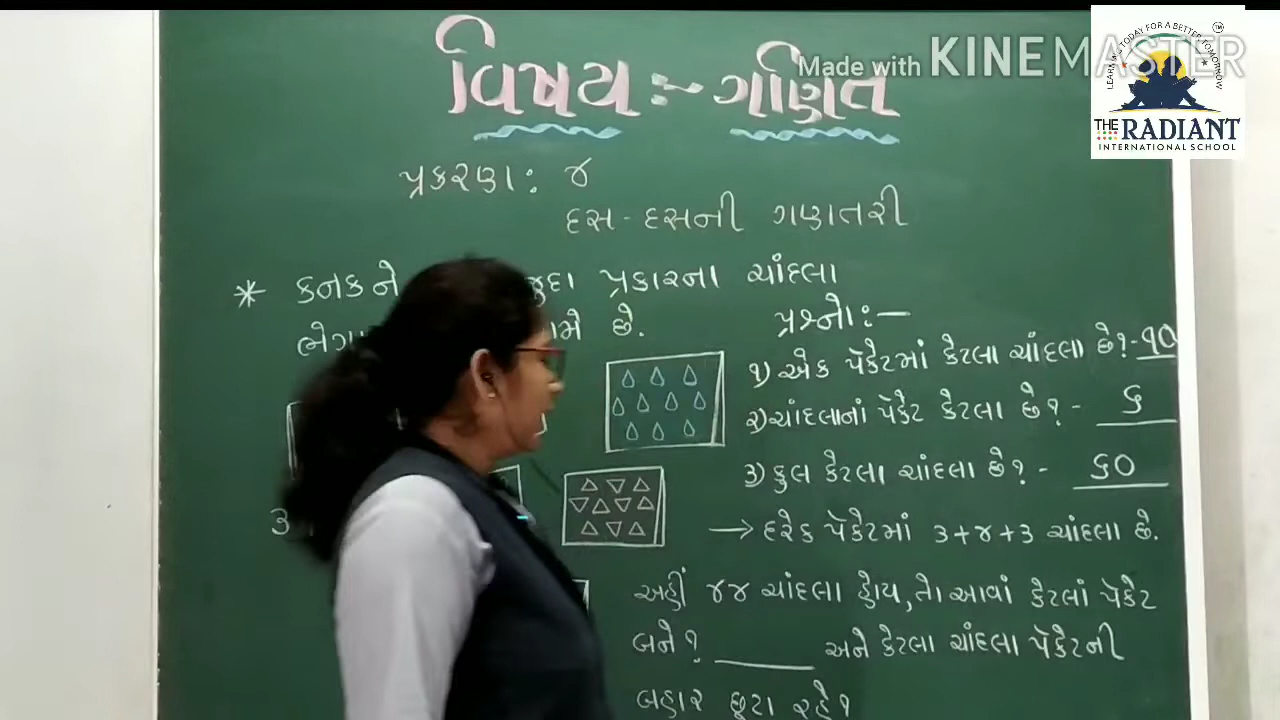 Made with KINEMASTER
LEARN TODAY FOR A BETTER TOMORROW
THE RADIANT
INTERNATIONAL SCHOOL
વિષય :- ગણિત
પ્રકરણ: ૪
દસ-દસની ગણતરી
* કનકને જુદા પ્રકારના ચાંદલા
છે.
પ્રશ્નો:-
૧) એક પૅકેટમાં કેટલા ચાંદલા છે?- ૧૦
૨) ચાંદલાનાં પૅકેટ કેટલા છે?- ૬
૩) કુલ કેટલા ચાંદલા છે?- ૬૦
→ દરેક પૅકેટમાં ૩+૪+૩ ચાંદલા છે.
અહીં ૪૪ ચાંદલા હોય, તો આવાં કેટલાં પૅકેટ
બને? ____ અને કેટલા ચાંદલા પૅકેટની
બહાર છૂટા રહે?